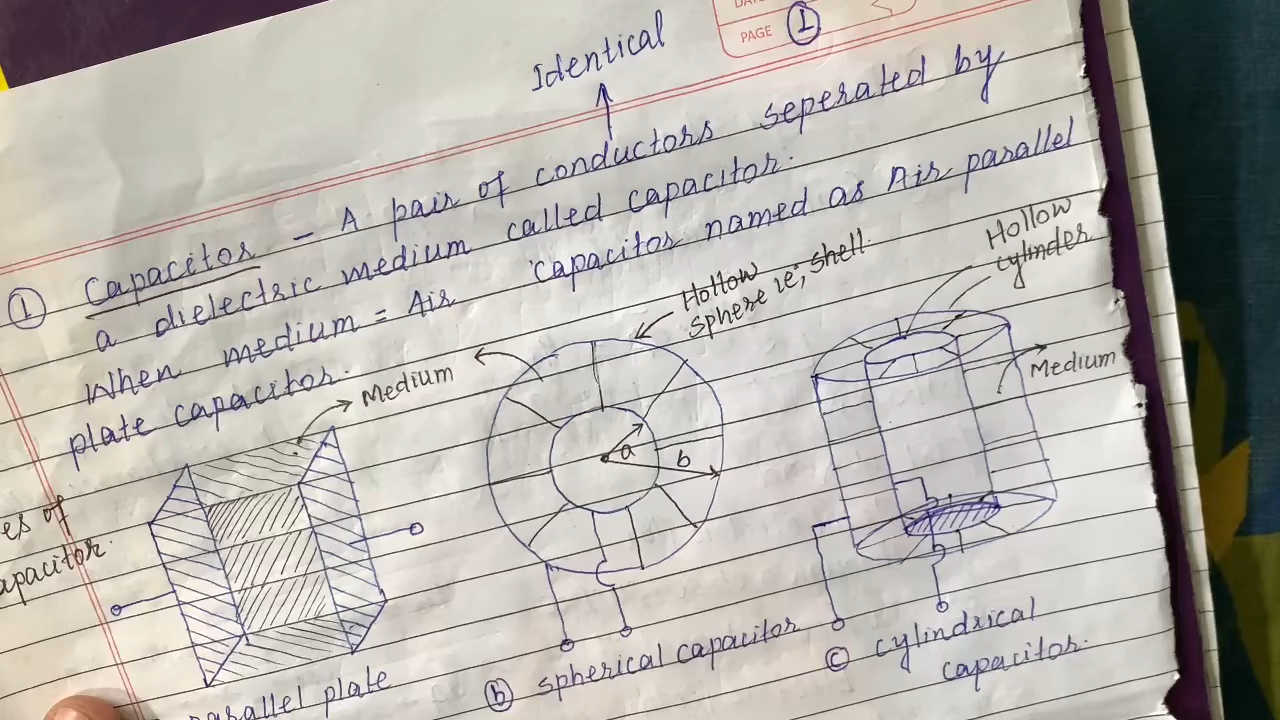 PAGE 1
Identical
① Capacitor - A pair of conductors seperated by
a dielectric medium called capacitor.
When medium = Air capacitor named as Air parallel
plate capacitor.
Medium
Hollow
sphere ie, shell
Hollow
cylinder
Medium
a
b
es of
apacitor.
parallel plate
ⓑ spherical capacitor
ⓒ cylindrical
capacitor.